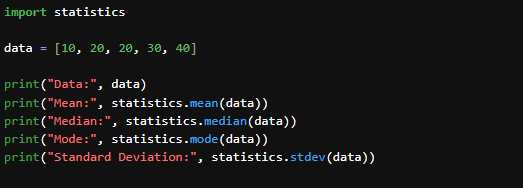 import statistics
data = [10, 20, 20, 30, 40]
print("Data:", data)
print("Mean:", statistics.mean(data))
print("Median:", statistics.median(data))
print("Mode:", statistics.mode(data))
print("Standard Deviation:", statistics.stdev(data))